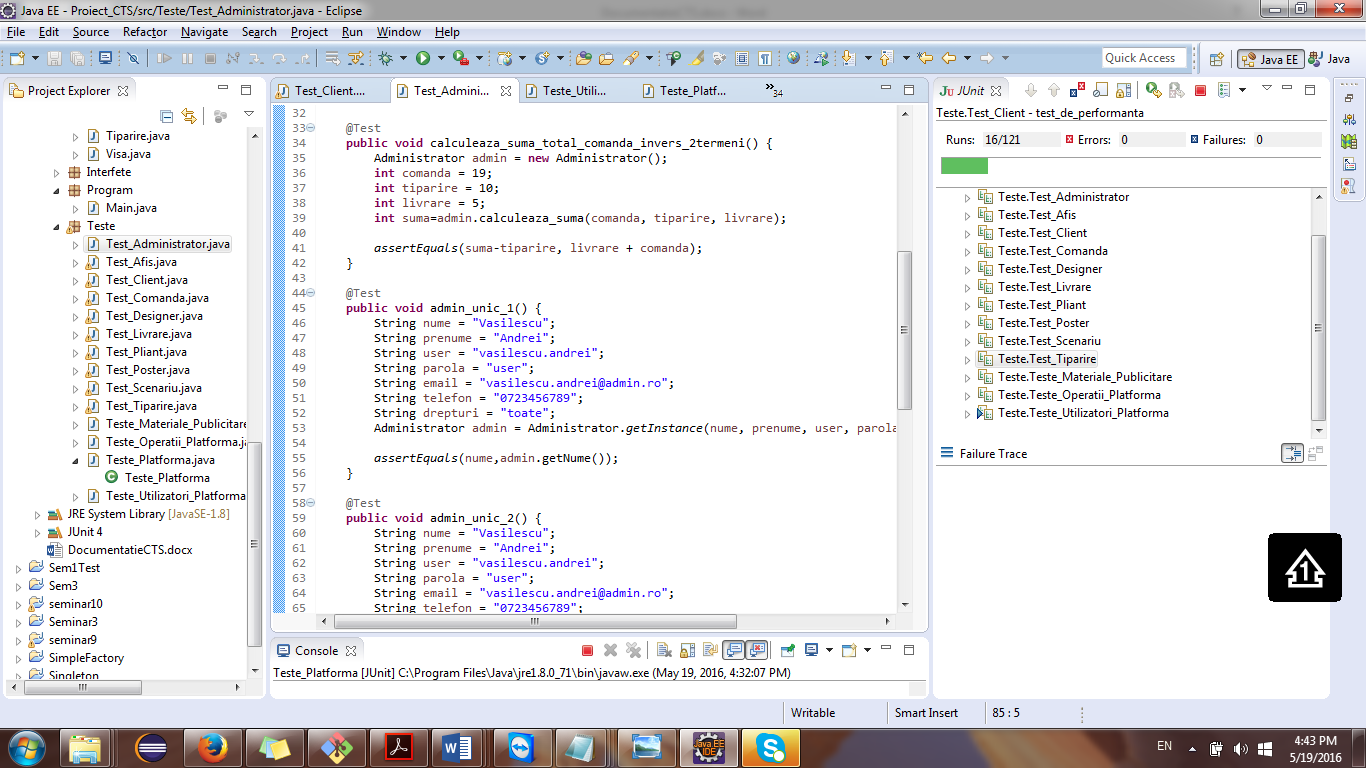 Java EE - Proiect_CTS/src/Teste/Test_Administrator.java - Eclipse
File Edit Source Refactor Navigate Search Project Run Window Help
Quick Access
Java EE
Java
Project Explorer
Tiparire.java
Visa.java
Interfete
Program
Main.java
Teste
Test_Administrator.java
Test_Afis.java
Test_Client.java
Test_Comanda.java
Test_Designer.java
Test_Livrare.java
Test_Pliant.java
Test_Poster.java
Test_Scenariu.java
Test_Tiparire.java
Teste_Materiale_Publicitare
Teste_Operatii_Platforma.ja
Teste_Platforma.java
Teste_Platforma
Teste_Utilizatori_Platforma
JRE System Library [JavaSE-1.8]
JUnit 4
DocumentatieCTS.docx
Sem1Test
Sem3
seminar10
Seminar3
seminar9
SimpleFactory
Singleton
Test_Client.... Test_Admini... Teste_Utili... Teste_Platf... 34
32
33 @Test
34 public void calculeaza_suma_total_comanda_invers_2termeni() {
35 Administrator admin = new Administrator();
36 int comanda = 19;
37 int tiparire = 10;
38 int livrare = 5;
39 int suma=admin.calculeaza_suma(comanda, tiparire, livrare);
40
41 assertEquals(suma-tiparire, livrare + comanda);
42 }
43
44 @Test
45 public void admin_unic_1() {
46 String nume = "Vasilescu";
47 String prenume = "Andrei";
48 String user = "vasilescu.andrei";
49 String parola = "user";
50 String email = "vasilescu.andrei@admin.ro";
51 String telefon = "0723456789";
52 String drepturi = "toate";
53 Administrator admin = Administrator.getInstance(nume, prenume, user, parola
54
55 assertEquals(nume,admin.getNume());
56 }
57
58 @Test
59 public void admin_unic_2() {
60 String nume = "Vasilescu";
61 String prenume = "Andrei";
62 String user = "vasilescu.andrei";
63 String parola = "user";
64 String email = "vasilescu.andrei@admin.ro";
65 String telefon = "0723456789";
Console
Teste_Platforma [JUnit] C:\Program Files\Java\jre1.8.0_71\bin\javaw.exe (May 19, 2016, 4:32:07 PM)
JUnit
Teste.Test_Client - test_de_performanta
Runs: 16/121 Errors: 0 Failures: 0
Teste.Test_Administrator
Teste.Test_Afis
Teste.Test_Client
Teste.Test_Comanda
Teste.Test_Designer
Teste.Test_Livrare
Teste.Test_Pliant
Teste.Test_Poster
Teste.Test_Scenariu
Teste.Test_Tiparire
Teste.Teste_Materiale_Publicitare
Teste.Teste_Operatii_Platforma
Teste.Teste_Utilizatori_Platforma
Failure Trace
1
Writable Smart Insert 85 : 5
Java EE
IDE
EN
4:43 PM
5/19/2016